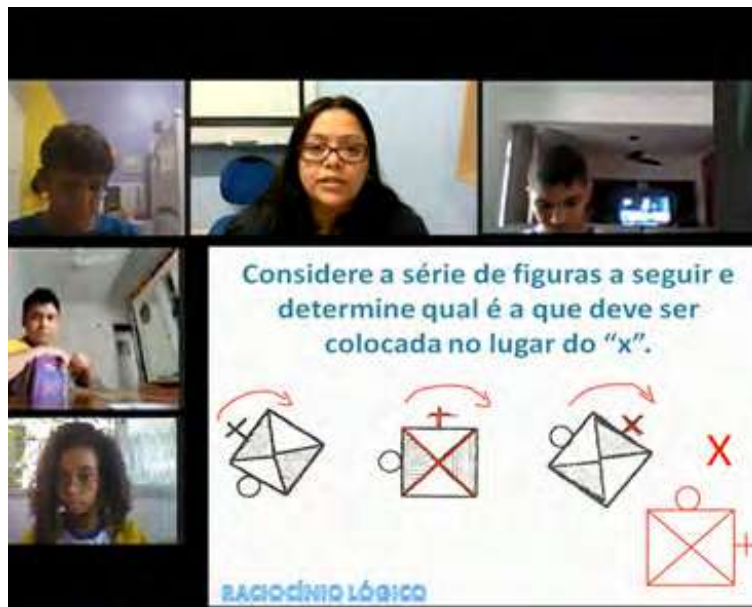 Considere a série de figuras a seguir e
determine qual é a que deve ser
colocada no lugar do “x”.
X
RACIOCÍNIO LÓGICO